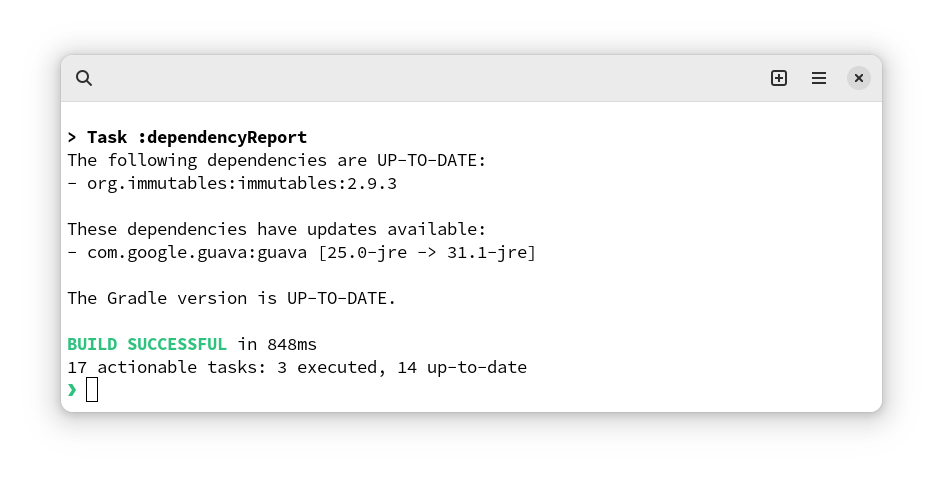 > Task :dependencyReport
The following dependencies are UP-TO-DATE:
- org.immutables:immutables:2.9.3
These dependencies have updates available:
- com.google.guava:guava [25.0-jre -> 31.1-jre]
The Gradle version is UP-TO-DATE.
BUILD SUCCESSFUL in 848ms
17 actionable tasks: 3 executed, 14 up-to-date
❯